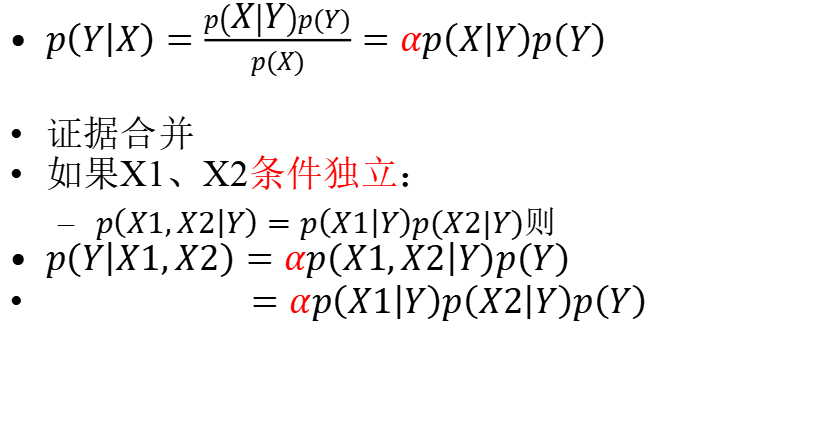 • p(Y|X) = p(X|Y)p(Y)/p(X) = αp(X|Y)p(Y)
• 证据合并
• 如果X1、X2条件独立：
– p(X1, X2|Y) = p(X1|Y)p(X2|Y)则
• p(Y|X1, X2) = αp(X1, X2|Y)p(Y)
• = αp(X1|Y)p(X2|Y)p(Y)